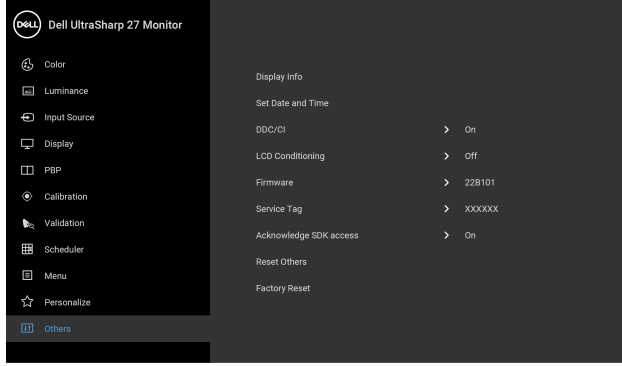 DELL Dell UltraSharp 27 Monitor
Color
Luminance
Input Source
Display
PBP
Calibration
Validation
Scheduler
Menu
Personalize
Others
Display Info
Set Date and Time
DDC/CI > On
LCD Conditioning > Off
Firmware > 22B101
Service Tag > XXXXXX
Acknowledge SDK access > On
Reset Others
Factory Reset